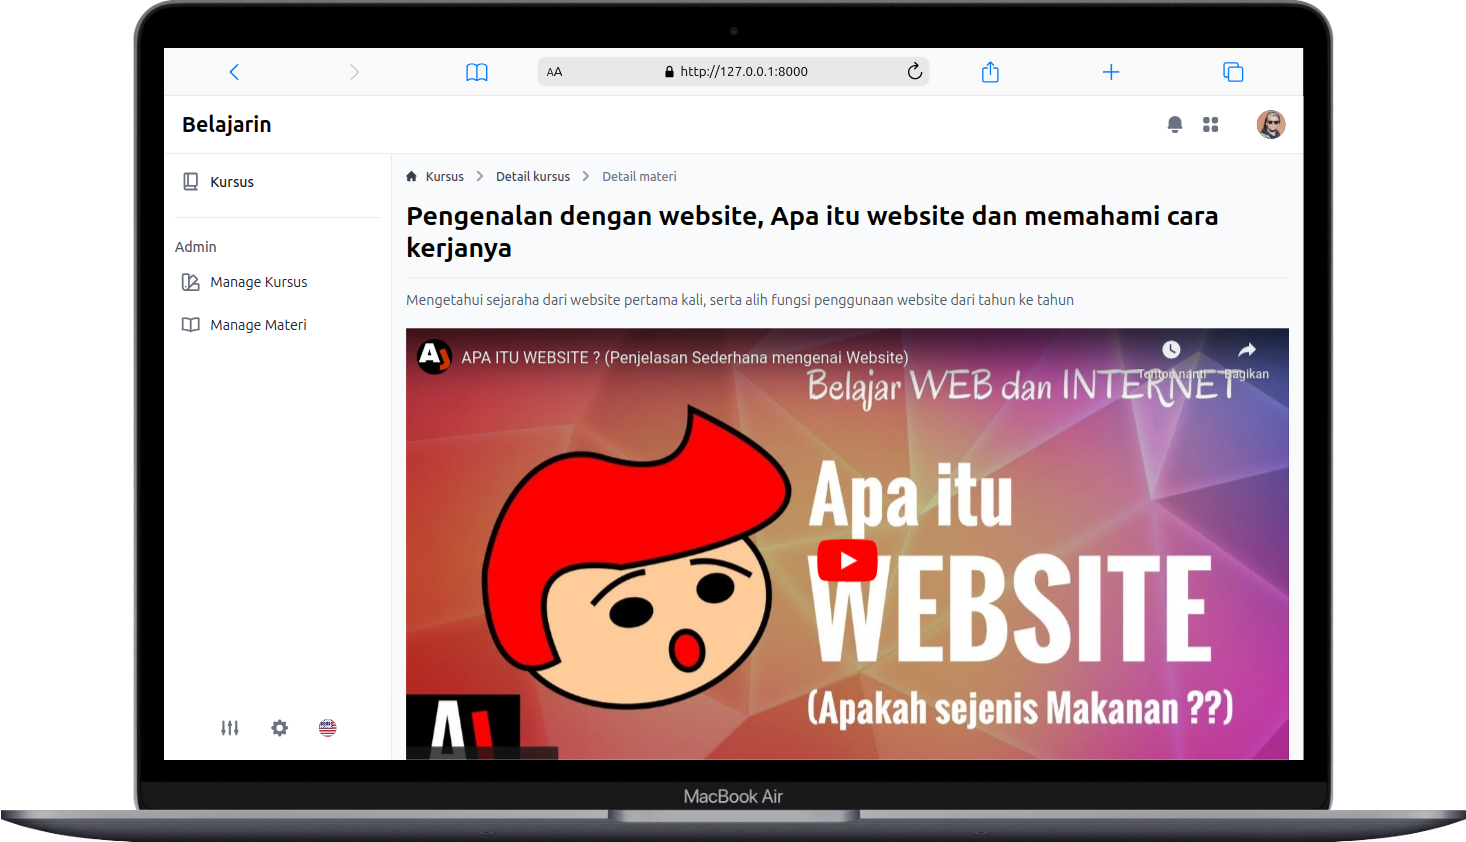 AA
http://127.0.0.1:8000
Belajarin
Kursus
Admin
Manage Kursus
Manage Materi
Kursus
Detail kursus
Detail materi
Pengenalan dengan website, Apa itu website dan memahami cara
kerjanya
Mengetahui sejaraha dari website pertama kali, serta alih fungsi penggunaan website dari tahun ke tahun
AJ
APA ITU WEBSITE ? (Penjelasan Sederhana mengenai Website)
Tonton nanti
Bagikan
Belajar WEB dan INTERNET
Apa itu
WEBSITE
(Apakah sejenis Makanan ??)
AJ
MacBook Air